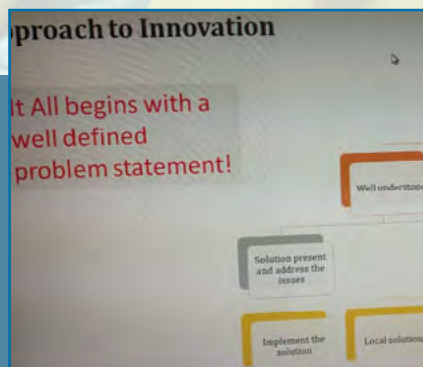 proach to Innovation
It All begins with a
well defined
problem statement!
Well understood
Solution present
and address the
issues
Implement the
solution
Local solution